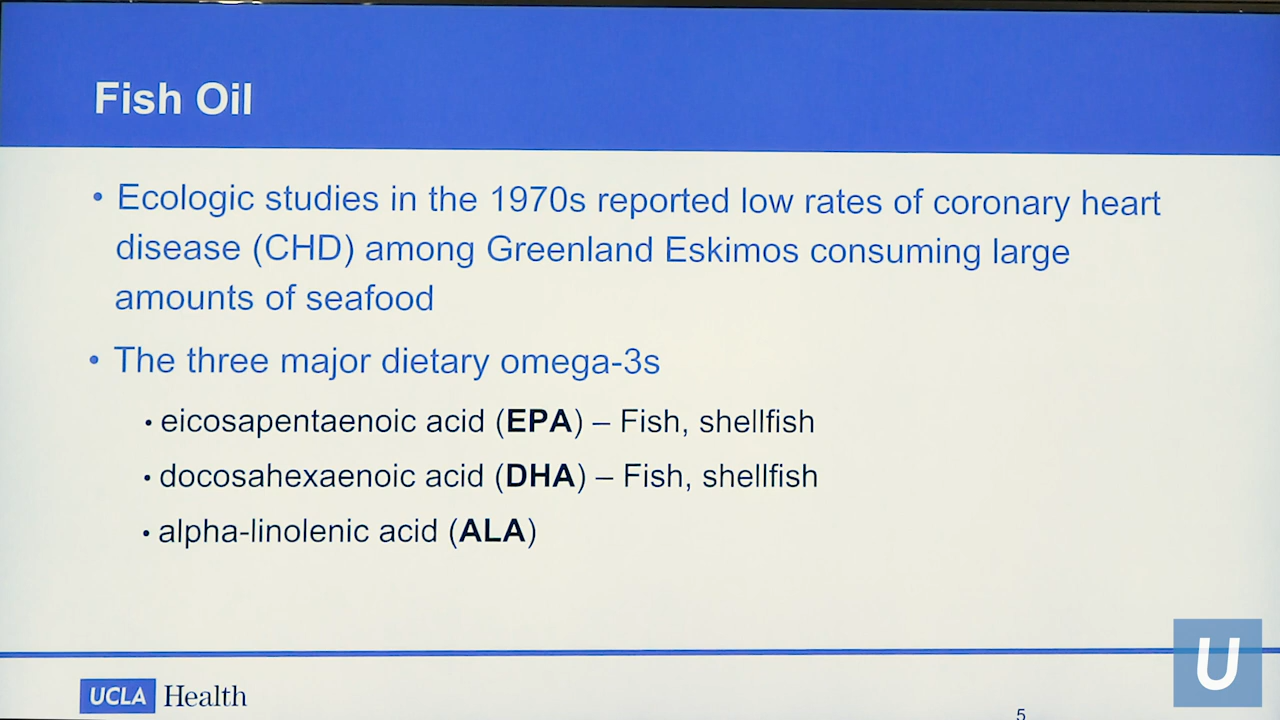 Fish Oil
• Ecologic studies in the 1970s reported low rates of coronary heart
disease (CHD) among Greenland Eskimos consuming large
amounts of seafood
• The three major dietary omega-3s
• eicosapentaenoic acid (EPA) – Fish, shellfish
• docosahexaenoic acid (DHA) – Fish, shellfish
• alpha-linolenic acid (ALA)
UCLA Health
5
U